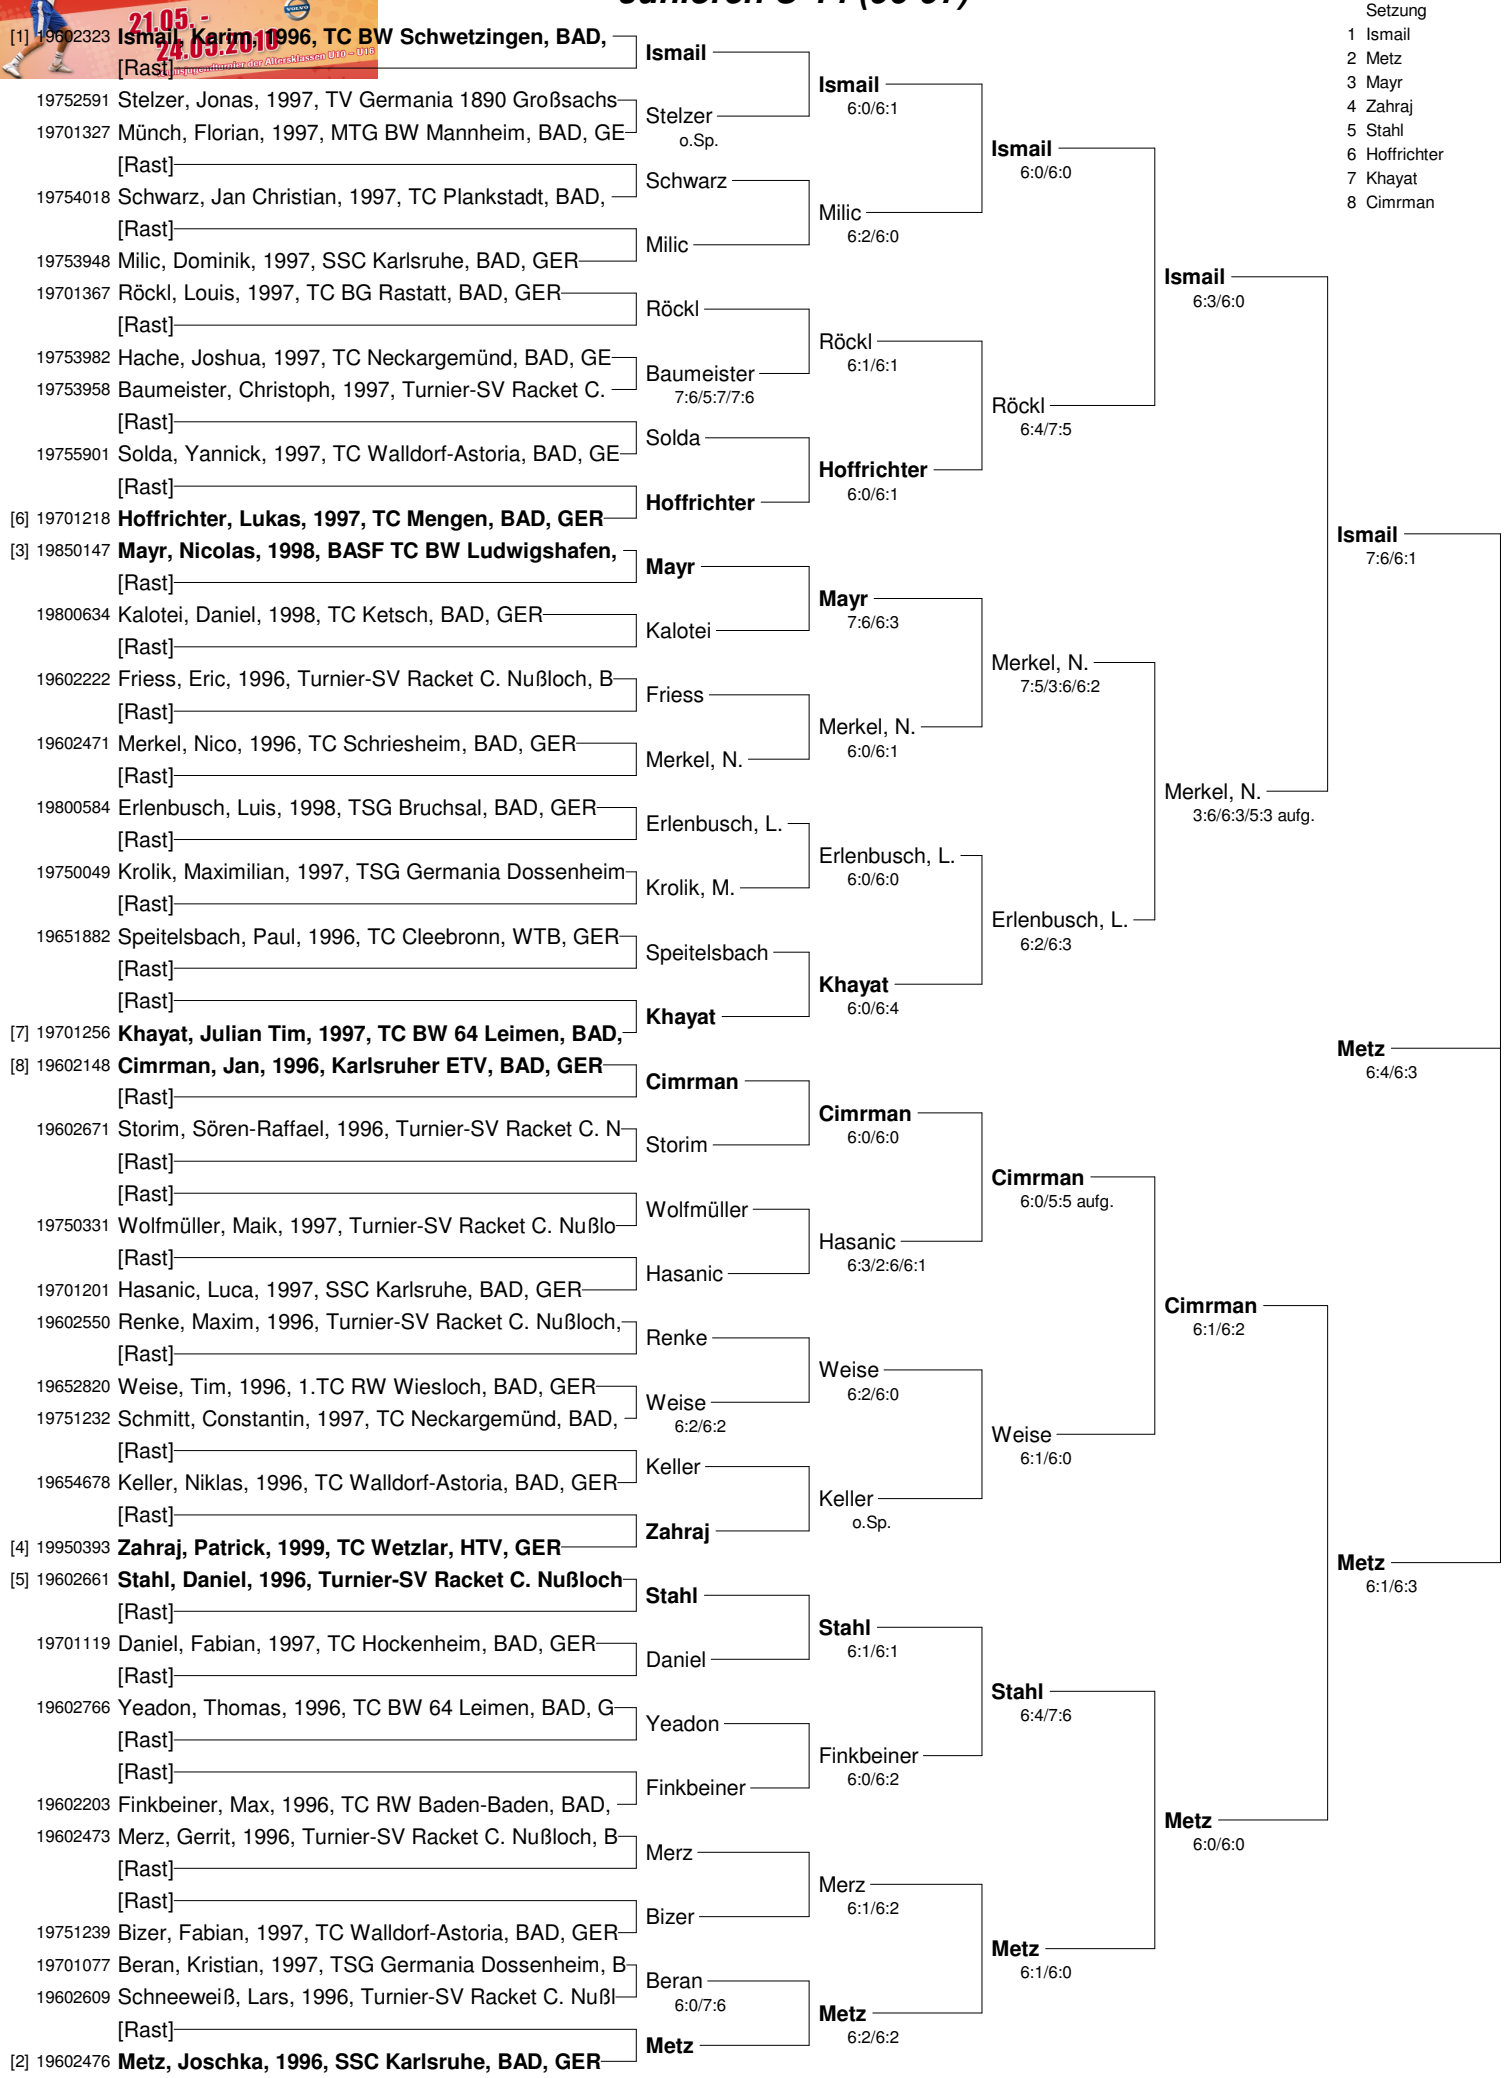 Setzung
1 Ismail
2 Metz
3 Mayr
4 Zahraj
5 Stahl
6 Hoffrichter
7 Khayat
8 Cimrman
21.05. -
24.05.2010
[1] 19602323 Ismail, Karim, 1996, TC BW Schwetzingen, BAD,
[Rast]
19752591 Stelzer, Jonas, 1997, TV Germania 1890 Großsachs
19701327 Münch, Florian, 1997, MTG BW Mannheim, BAD, GE
[Rast]
19754018 Schwarz, Jan Christian, 1997, TC Plankstadt, BAD,
[Rast]
19753948 Milic, Dominik, 1997, SSC Karlsruhe, BAD, GER
19701367 Röckl, Louis, 1997, TC BG Rastatt, BAD, GER
[Rast]
19753982 Hache, Joshua, 1997, TC Neckargemünd, BAD, GE
19753958 Baumeister, Christoph, 1997, Turnier-SV Racket C.
[Rast]
19755901 Solda, Yannick, 1997, TC Walldorf-Astoria, BAD, GE
[Rast]
[6] 19701218 Hoffrichter, Lukas, 1997, TC Mengen, BAD, GER
[3] 19850147 Mayr, Nicolas, 1998, BASF TC BW Ludwigshafen,
[Rast]
19800634 Kalotei, Daniel, 1998, TC Ketsch, BAD, GER
[Rast]
19602222 Friess, Eric, 1996, Turnier-SV Racket C. Nußloch, B
[Rast]
19602471 Merkel, Nico, 1996, TC Schriesheim, BAD, GER
[Rast]
19800584 Erlenbusch, Luis, 1998, TSG Bruchsal, BAD, GER
[Rast]
19750049 Krolik, Maximilian, 1997, TSG Germania Dossenheim
[Rast]
19651882 Speitelsbach, Paul, 1996, TC Cleebronn, WTB, GER
[Rast]
[Rast]
[7] 19701256 Khayat, Julian Tim, 1997, TC BW 64 Leimen, BAD,
[8] 19602148 Cimrman, Jan, 1996, Karlsruher ETV, BAD, GER
[Rast]
19602671 Storim, Sören-Raffael, 1996, Turnier-SV Racket C. N
[Rast]
[Rast]
19750331 Wolfmüller, Maik, 1997, Turnier-SV Racket C. Nußlo
[Rast]
19701201 Hasanic, Luca, 1997, SSC Karlsruhe, BAD, GER
19602550 Renke, Maxim, 1996, Turnier-SV Racket C. Nußloch,
[Rast]
19652820 Weise, Tim, 1996, 1.TC RW Wiesloch, BAD, GER
19751232 Schmitt, Constantin, 1997, TC Neckargemünd, BAD,
[Rast]
19654678 Keller, Niklas, 1996, TC Walldorf-Astoria, BAD, GER
[Rast]
[4] 19950393 Zahraj, Patrick, 1999, TC Wetzlar, HTV, GER
[5] 19602661 Stahl, Daniel, 1996, Turnier-SV Racket C. Nußloch
[Rast]
19701119 Daniel, Fabian, 1997, TC Hockenheim, BAD, GER
[Rast]
19602766 Yeadon, Thomas, 1996, TC BW 64 Leimen, BAD, G
[Rast]
[Rast]
19602203 Finkbeiner, Max, 1996, TC RW Baden-Baden, BAD,
19602473 Merz, Gerrit, 1996, Turnier-SV Racket C. Nußloch, B
[Rast]
[Rast]
19751239 Bizer, Fabian, 1997, TC Walldorf-Astoria, BAD, GER
19701077 Beran, Kristian, 1997, TSG Germania Dossenheim, B
19602609 Schneeweiß, Lars, 1996, Turnier-SV Racket C. Nußl
[Rast]
[2] 19602476 Metz, Joschka, 1996, SSC Karlsruhe, BAD, GER
Ismail
Stelzer
o.Sp.
Schwarz
Milic
Röckl
Baumeister
7:6/5:7/7:6
Solda
Hoffrichter
Mayr
Kalotei
Friess
Merkel, N.
Erlenbusch, L.
Krolik, M.
Speitelsbach
Khayat
Cimrman
Storim
Wolfmüller
Hasanic
Renke
Weise
6:2/6:2
Keller
Zahraj
Stahl
Daniel
Yeadon
Finkbeiner
Merz
Bizer
Beran
6:0/7:6
Metz
Ismail
6:0/6:1
Milic
6:2/6:0
Röckl
6:1/6:1
Hoffrichter
6:0/6:1
Mayr
7:6/6:3
Merkel, N.
6:0/6:1
Erlenbusch, L.
6:0/6:0
Khayat
6:0/6:4
Cimrman
6:0/6:0
Hasanic
6:3/2:6/6:1
Weise
6:2/6:0
Keller
o.Sp.
Stahl
6:1/6:1
Finkbeiner
6:0/6:2
Merz
6:1/6:2
Metz
6:2/6:2
Ismail
6:0/6:0
Röckl
6:4/7:5
Merkel, N.
7:5/3:6/6:2
Erlenbusch, L.
6:2/6:3
Cimrman
6:0/5:5 aufg.
Weise
6:1/6:0
Stahl
6:4/7:6
Metz
6:1/6:0
Ismail
6:3/6:0
Merkel, N.
3:6/6:3/5:3 aufg.
Cimrman
6:1/6:2
Metz
6:0/6:0
Ismail
7:6/6:1
Metz
6:1/6:3
Metz
6:4/6:3